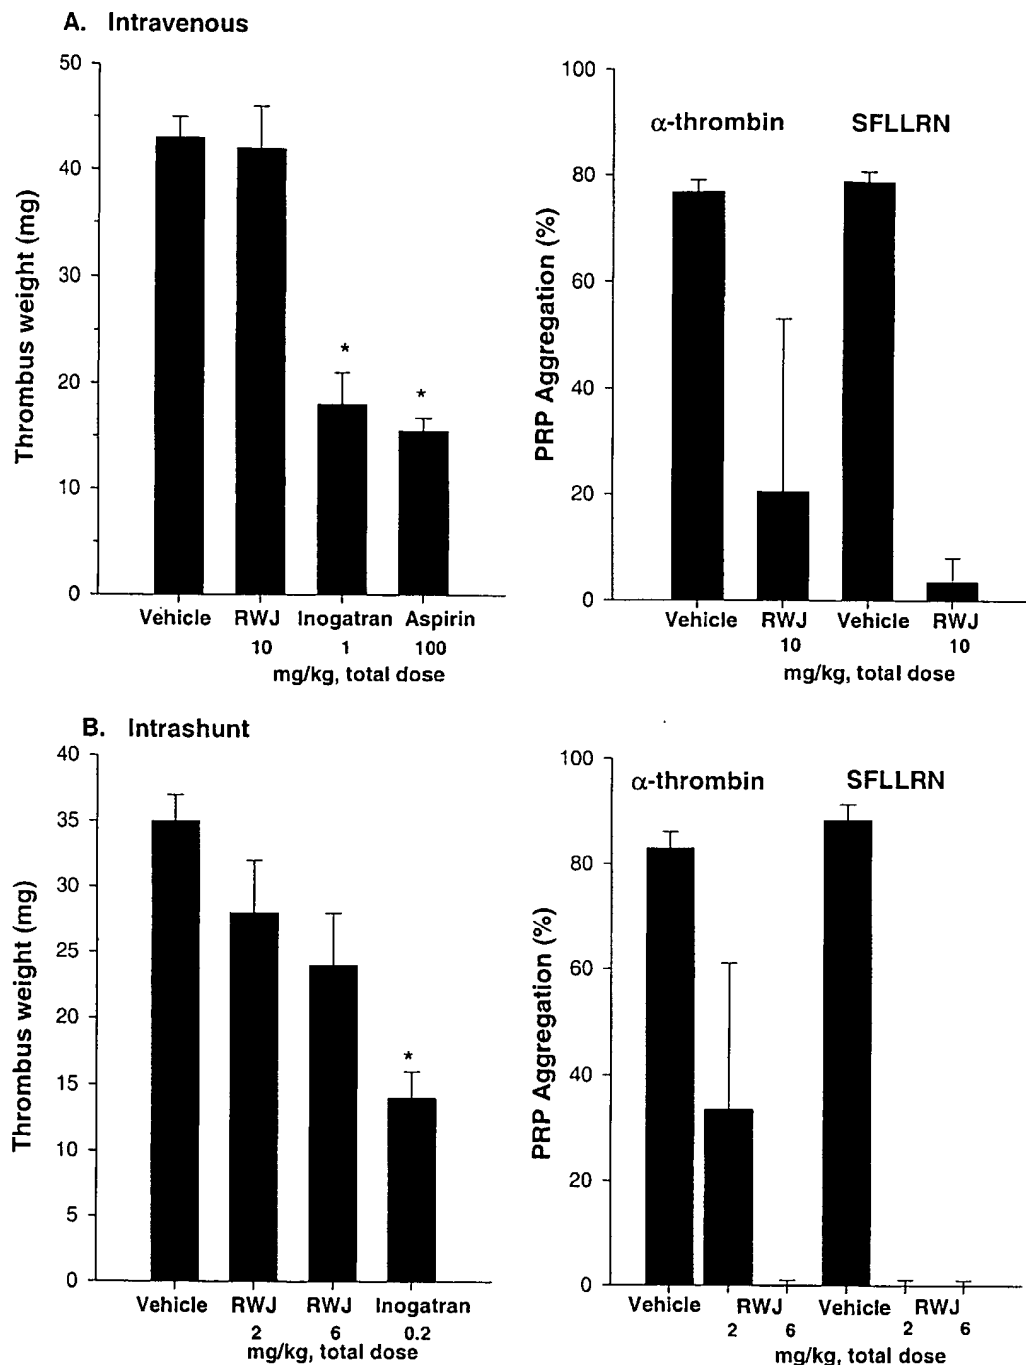 A. Intravenous
50
40
30
20
10
0
Thrombus weight (mg)
*
*
Vehicle RWJ Inogatran Aspirin
10 1 100
mg/kg, total dose
100
80
60
40
20
0
PRP Aggregation (%)
α-thrombin SFLLRN
Vehicle RWJ Vehicle RWJ
10 10
mg/kg, total dose
B. Intrashunt
40
35
30
25
20
15
10
5
0
Thrombus weight (mg)
*
Vehicle RWJ RWJ Inogatran
2 6 0.2
mg/kg, total dose
100
80
60
40
20
0
PRP Aggregation (%)
α-thrombin SFLLRN
Vehicle RWJ Vehicle RWJ
2 6 2 6
mg/kg, total dose